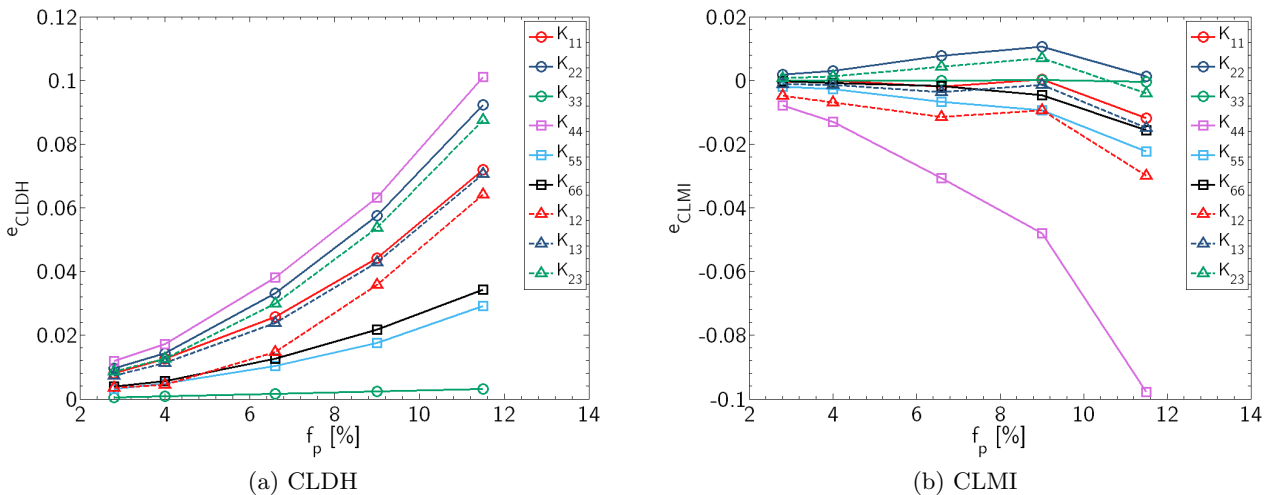 0.12
0.1
0.08
0.06
0.04
0.02
0
e_CLDH
2 4 6 8 10 12 14
f_p [%]
K_11
K_22
K_33
K_44
K_55
K_66
K_12
K_13
K_23
(a) CLDH
0.02
0
-0.02
-0.04
-0.06
-0.08
-0.1
e_CLMI
2 4 6 8 10 12 14
f_p [%]
K_11
K_22
K_33
K_44
K_55
K_66
K_12
K_13
K_23
(b) CLMI